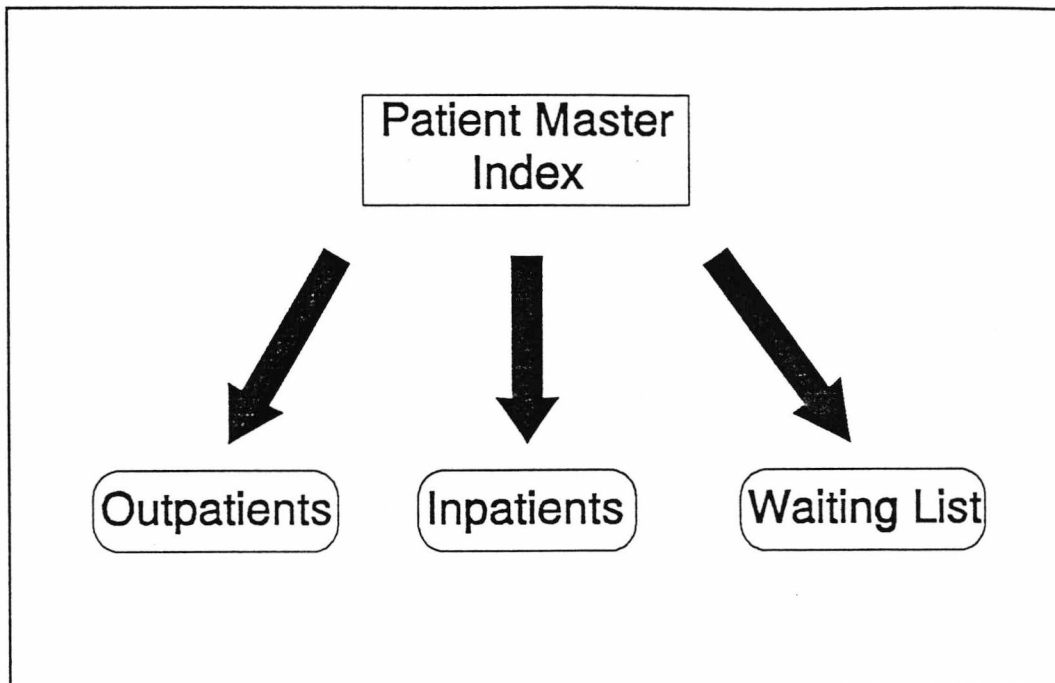 Patient Master
Index
Outpatients
Inpatients
Waiting List